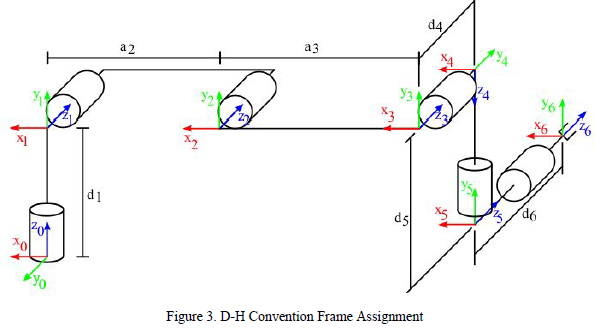 a2
a3
d4
x4
y4
z4
y1
z1
x1
y2
z2
x2
y3
z3
x3
y6
x6
z6
d1
d5
y5
x5
z5
d6
z0
x0
y0
Figure 3. D-H Convention Frame Assignment